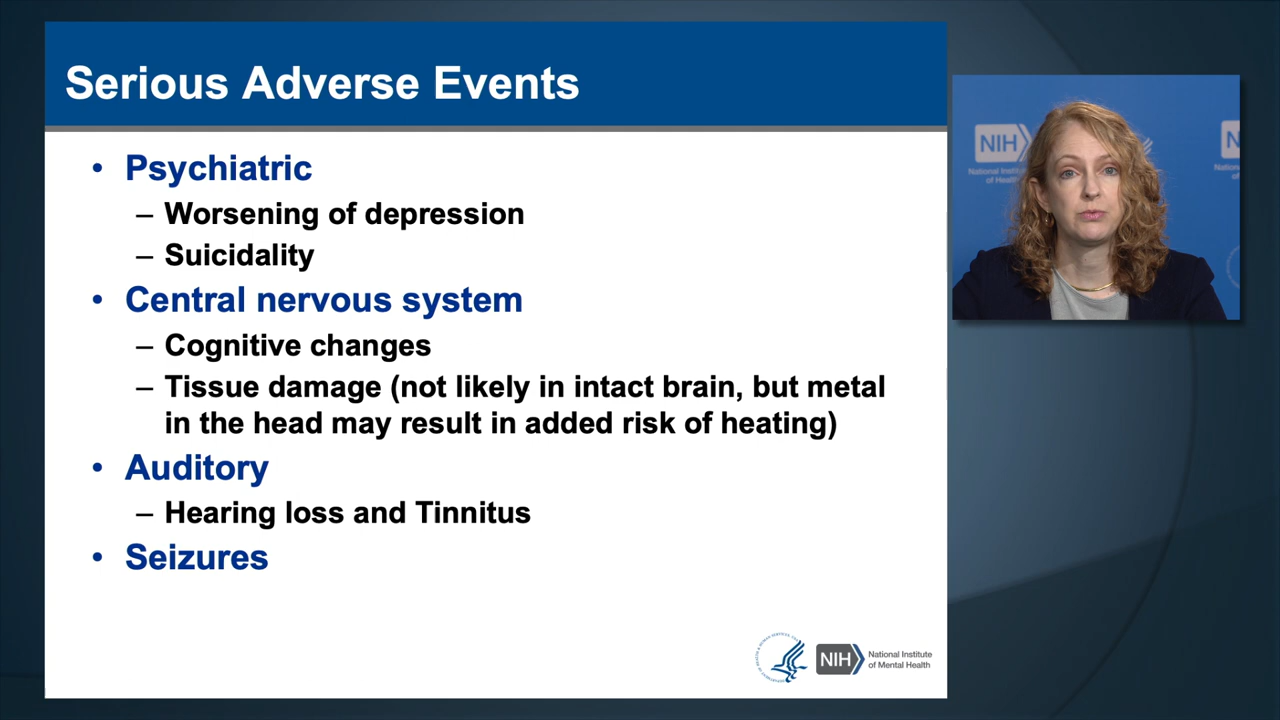 Serious Adverse Events
• Psychiatric
– Worsening of depression
– Suicidality
• Central nervous system
– Cognitive changes
– Tissue damage (not likely in intact brain, but metal
in the head may result in added risk of heating)
• Auditory
– Hearing loss and Tinnitus
• Seizures
NIH
National Institute
of Mental Health
NIH
National Institu
of Health